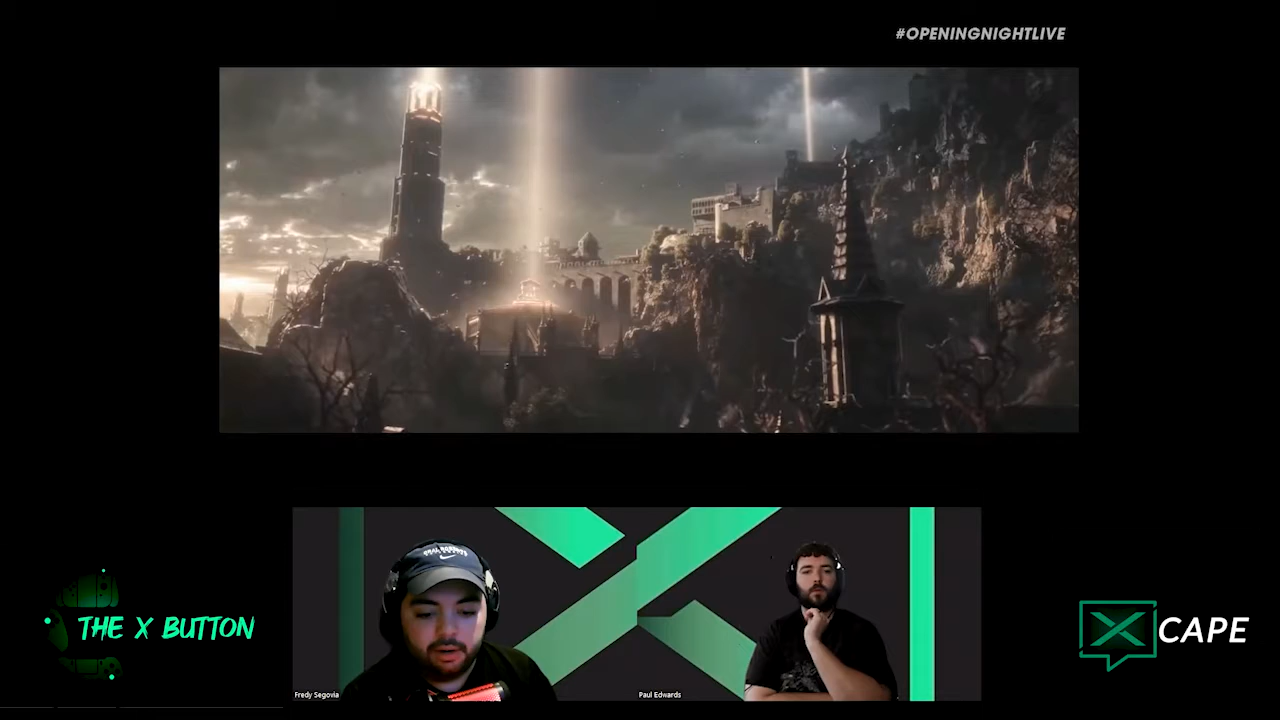 #OPENINGNIGHTLIVE
THE X BUTTON
X CAPE
Fredy Segovia
Paul Edwards